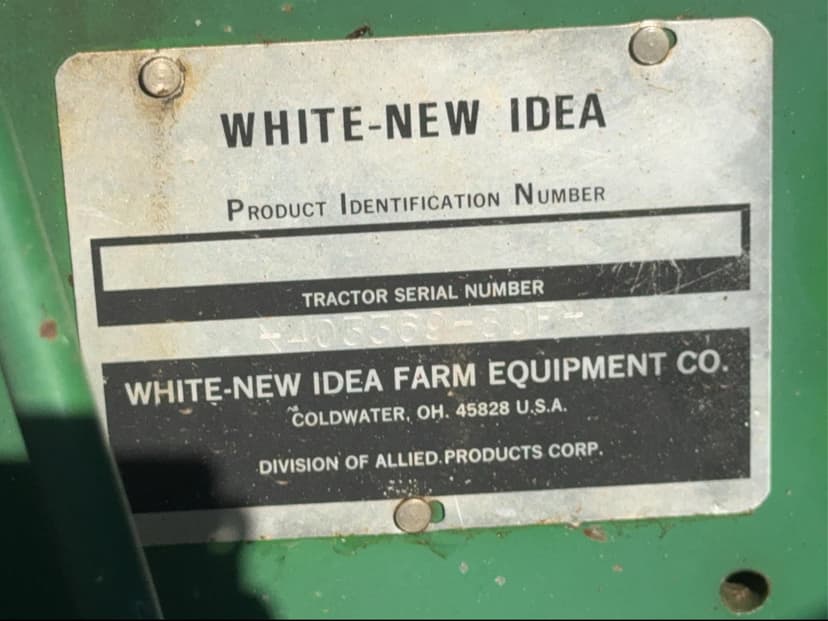 WHITE-NEW IDEA
PRODUCT IDENTIFICATION NUMBER
TRACTOR SERIAL NUMBER
WHITE-NEW IDEA FARM EQUIPMENT CO.
COLDWATER, OH. 45828 U.S.A.
DIVISION OF ALLIED PRODUCTS CORP.